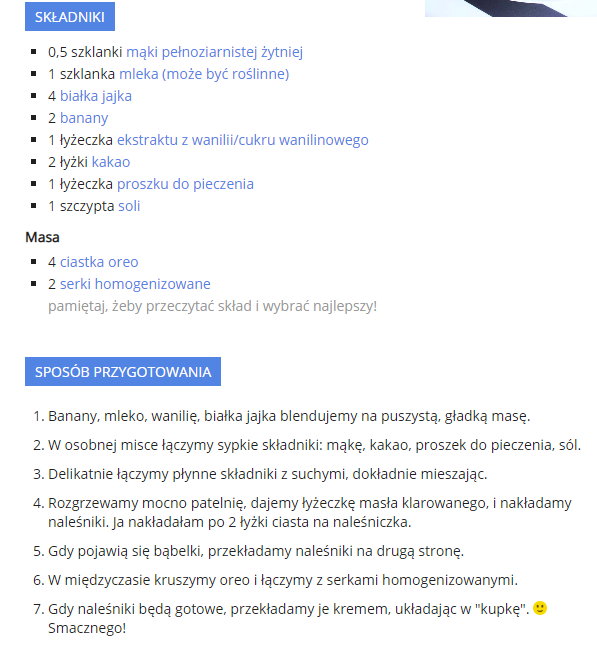 SKŁADNIKI
0,5 szklanki mąki pełnoziarnistej żytniej
1 szklanka mleka (może być roślinne)
4 białka jajka
2 banany
1 łyżeczka ekstraktu z wanilii/cukru wanilinowego
2 łyżki kakao
1 łyżeczka proszku do pieczenia
1 szczypta soli
Masa
4 ciastka oreo
2 serki homogenizowane
pamiętaj, żeby przeczytać skład i wybrać najlepszy!
SPOSÓB PRZYGOTOWANIA
1. Banany, mleko, wanilię, białka jajka blendujemy na puszystą, gładką masę.
2. W osobnej misce łączymy sypkie składniki: mąkę, kakao, proszek do pieczenia, sól.
3. Delikatnie łączymy płynne składniki z suchymi, dokładnie mieszając.
4. Rozgrzewamy mocno patelnię, dajemy łyżeczkę masła klarowanego, i nakładamy
naleśniki. Ja nakładałam po 2 łyżki ciasta na naleśniczka.
5. Gdy pojawią się bąbelki, przekładamy naleśniki na drugą stronę.
6. W międzyczasie kruszymy oreo i łączymy z serkami homogenizowanymi.
7. Gdy naleśniki będą gotowe, przekładamy je kremem, układając w "kupkę". 🙂
Smacznego!